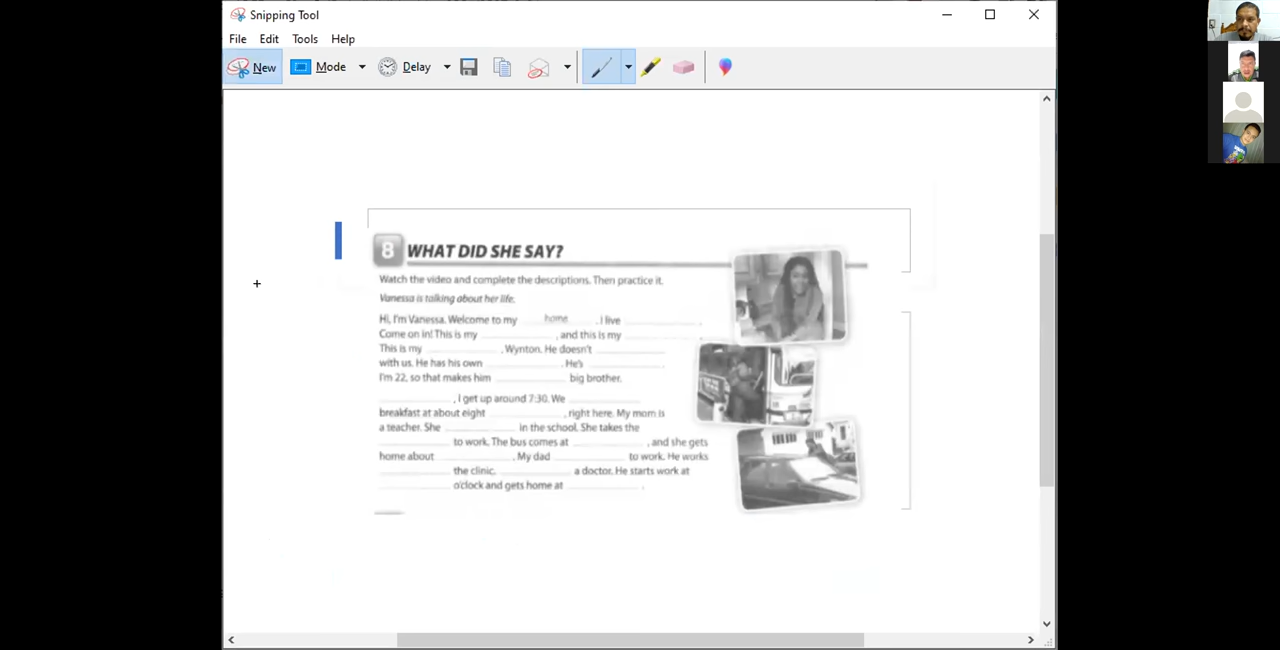 Snipping Tool
File Edit Tools Help
New Mode Delay
8 WHAT DID SHE SAY?
Watch the video and complete the descriptions. Then practice it.
Vanessa is talking about her life.
Hi, I'm Vanessa. Welcome to my home. I live .
Come on in! This is my , and this is my .
This is my , Wynton. He doesn't
with us. He has his own . He's .
I'm 22, so that makes him big brother.
, I get up around 7:30. We
breakfast at about eight , right here. My mom is
a teacher. She in the school. She takes the
to work. The bus comes at , and she gets
home about . My dad to work. He works
the clinic. a doctor. He starts work at
o'clock and gets home at .